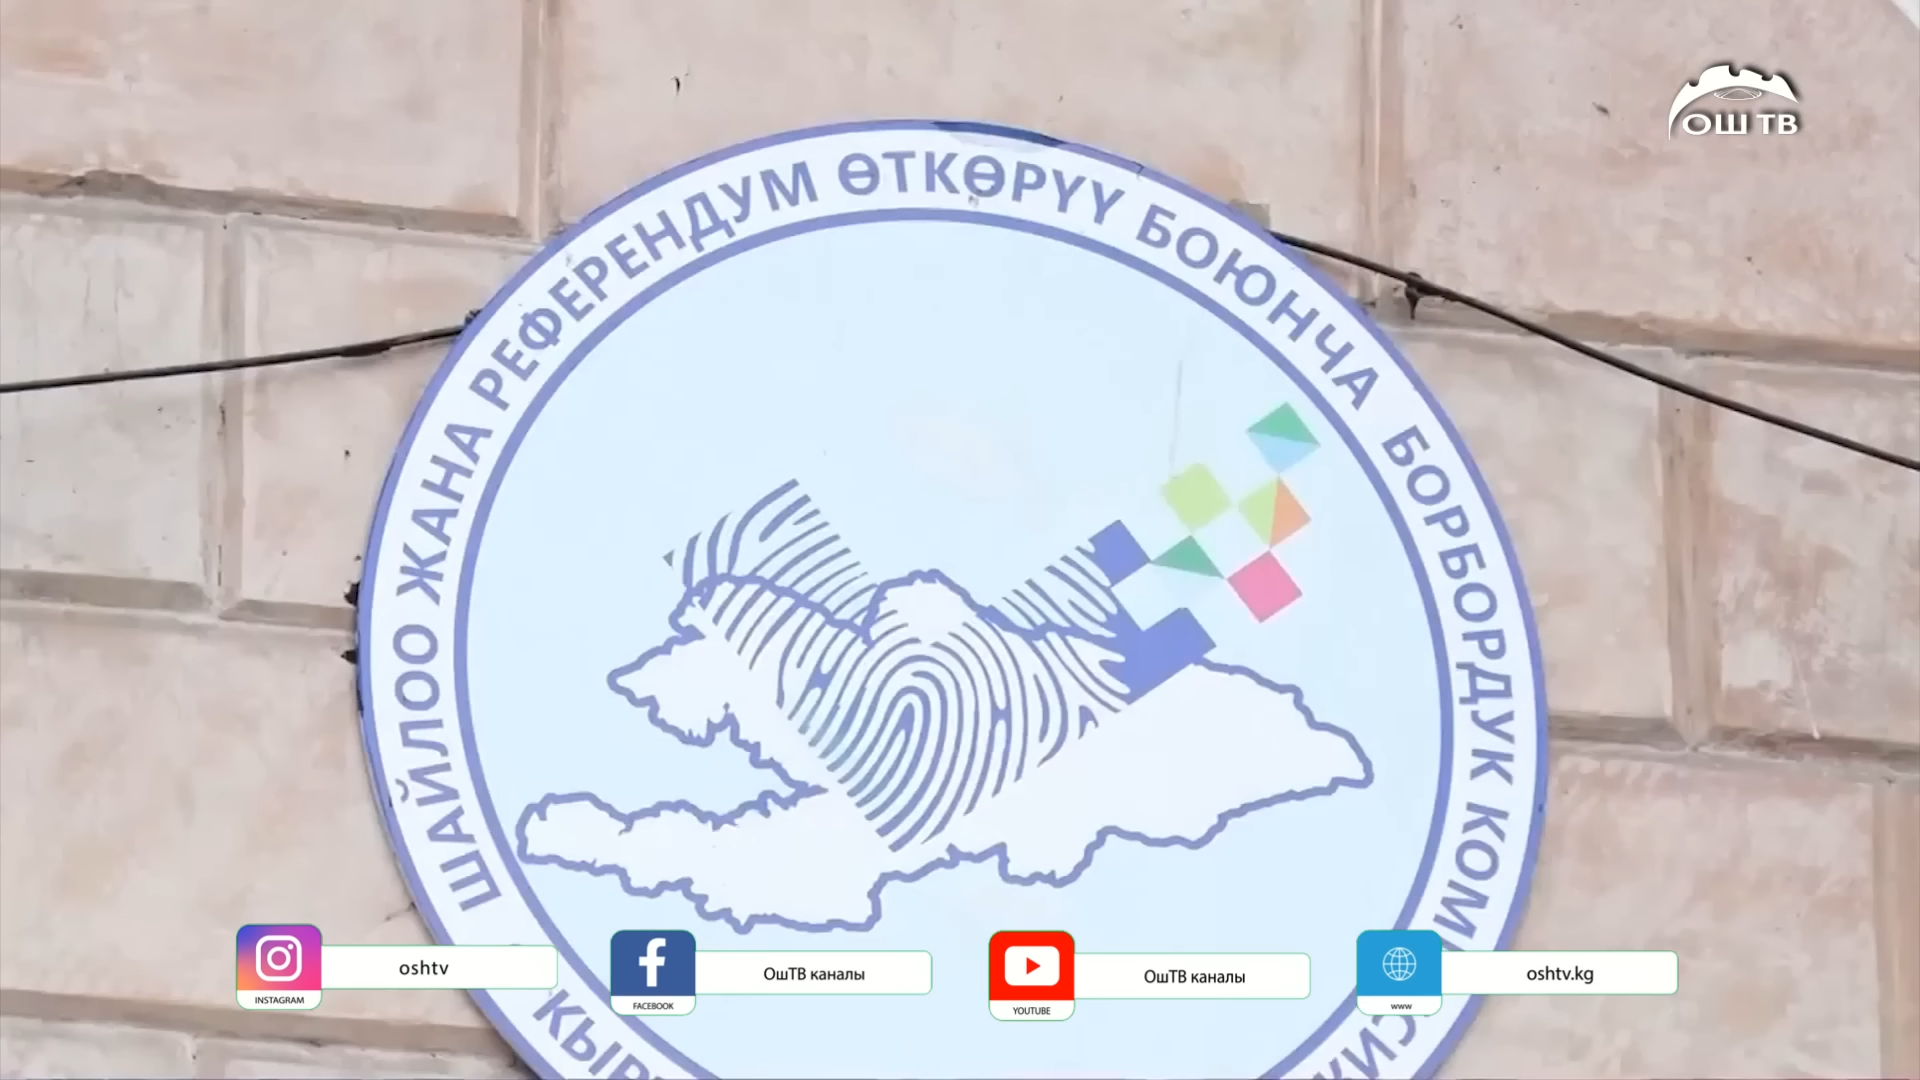 ОШ ТВ
ШАЙЛОО ЖАНА РЕФЕРЕНДУМ ӨТКӨРҮҮ БОЮНЧА БОРБОРДУК
oshtv
INSTAGRAM
ОшТВ каналы
FACEBOOK
ОшТВ каналы
YOUTUBE
oshtv.kg
www